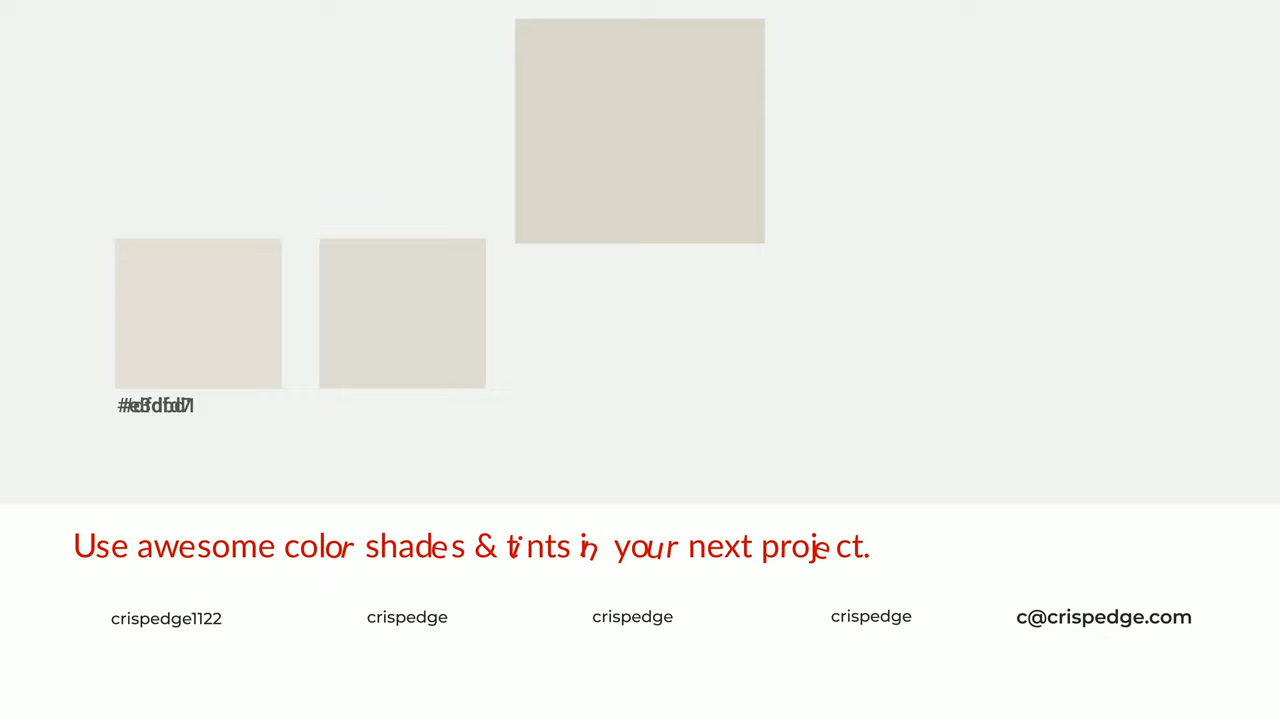 Use awesome color shades & tints in your next project.
crispedge1122 crispedge crispedge crispedge c@crispedge.com